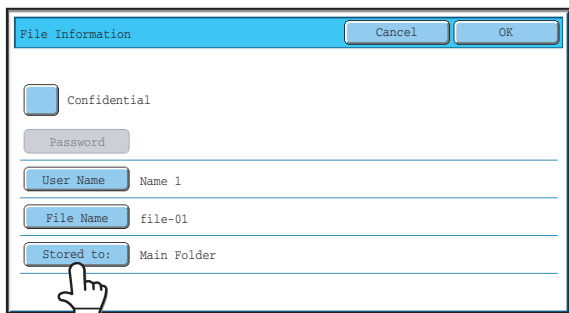 File Information Cancel OK
Confidential
Password
User Name Name 1
File Name file-01
Stored to: Main Folder